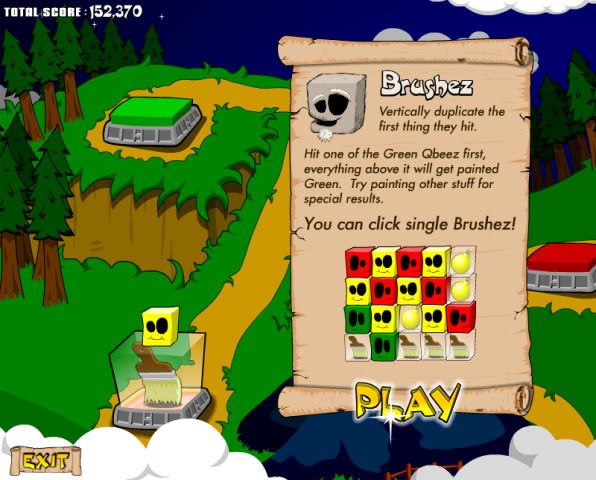 TOTAL SCORE: 152,370
Brushez
Vertically duplicate the
first thing they hit.
Hit one of the Green Qbeez first,
everything above it will get painted
Green. Try painting other stuff for
special results.
You can click single Brushez!
PLAY
EXIT